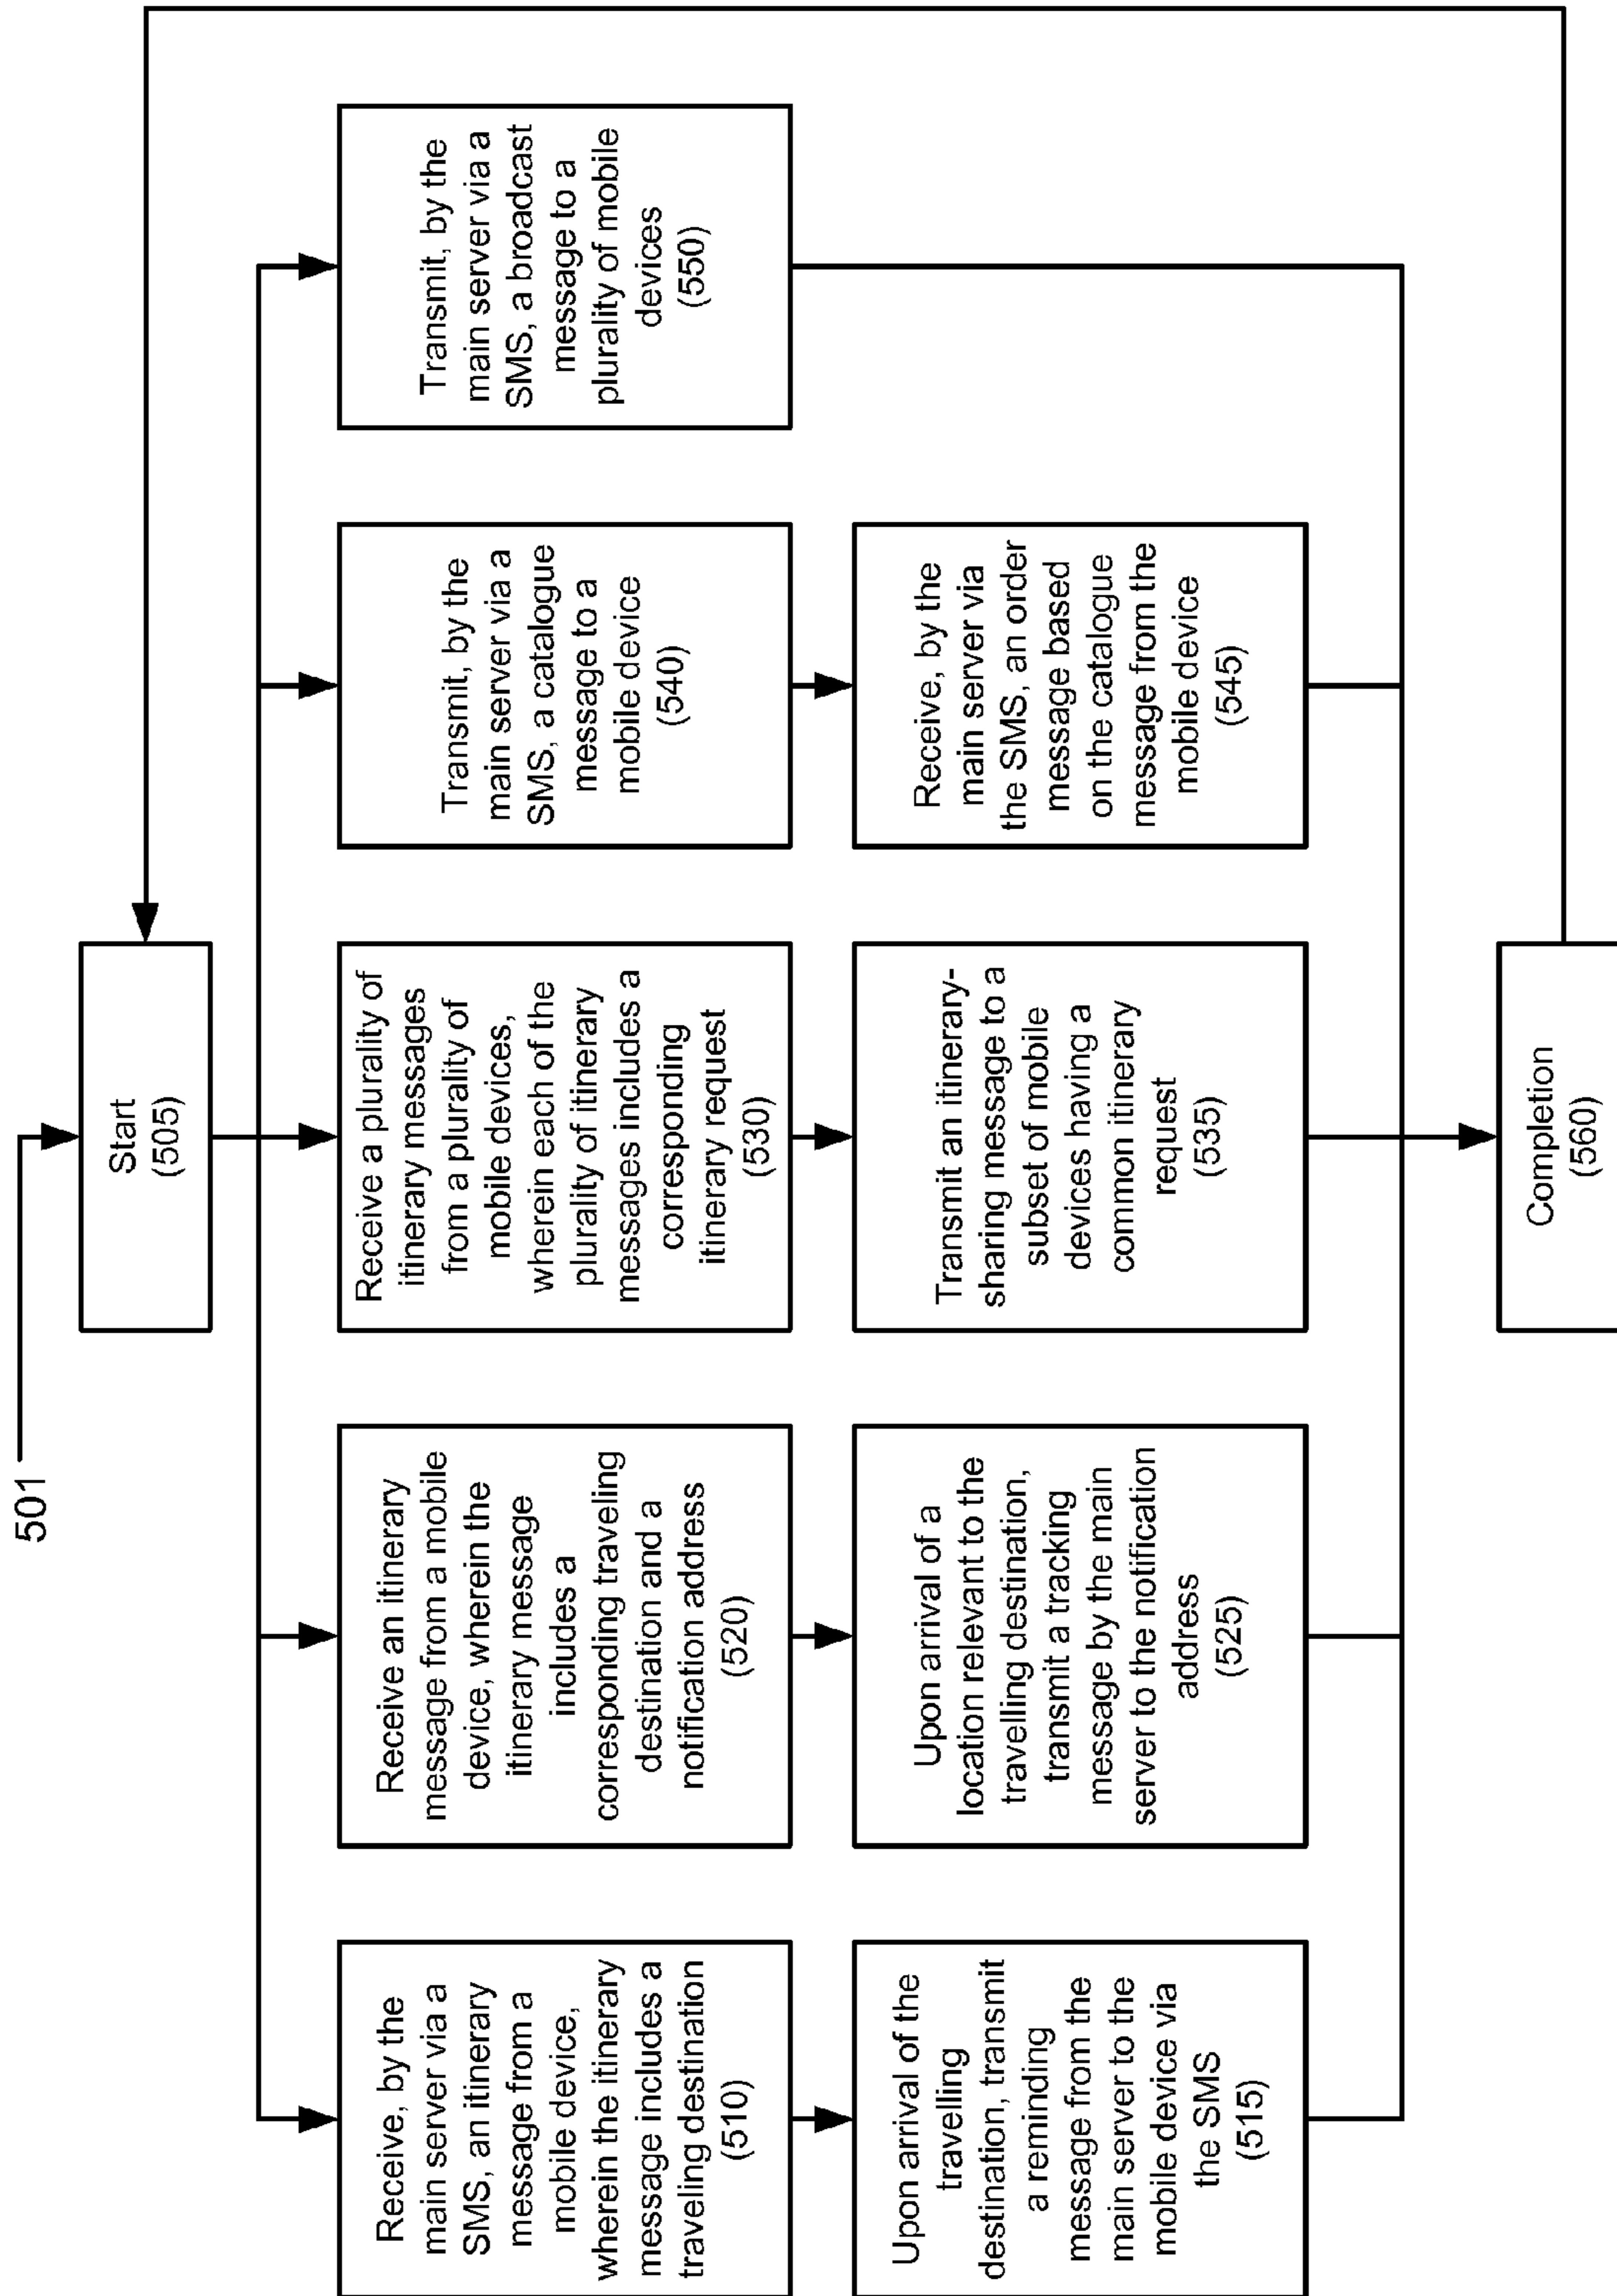 501
Start
(505)
Receive, by the
main server via a
SMS, an itinerary
message from a
mobile device,
wherein the itinerary
message includes a
traveling destination
(510)
Upon arrival of the
travelling
destination, transmit
a reminding
message from the
main server to the
mobile device via
the SMS
(515)
Receive an itinerary
message from a mobile
device, wherein the
itinerary message
includes a
corresponding traveling
destination and a
notification address
(520)
Upon arrival of a
location relevant to the
travelling destination,
transmit a tracking
message by the main
server to the notification
address
(525)
Receive a plurality of
itinerary messages
from a plurality of
mobile devices,
wherein each of the
plurality of itinerary
messages includes a
corresponding
itinerary request
(530)
Transmit an itinerary-
sharing message to a
subset of mobile
devices having a
common itinerary
request
(535)
Transmit, by the
main server via a
SMS, a catalogue
message to a
mobile device
(540)
Receive, by the
main server via
the SMS, an order
message based
on the catalogue
message from the
mobile device
(545)
Transmit, by the
main server via a
SMS, a broadcast
message to a
plurality of mobile
devices
(550)
Completion
(560)